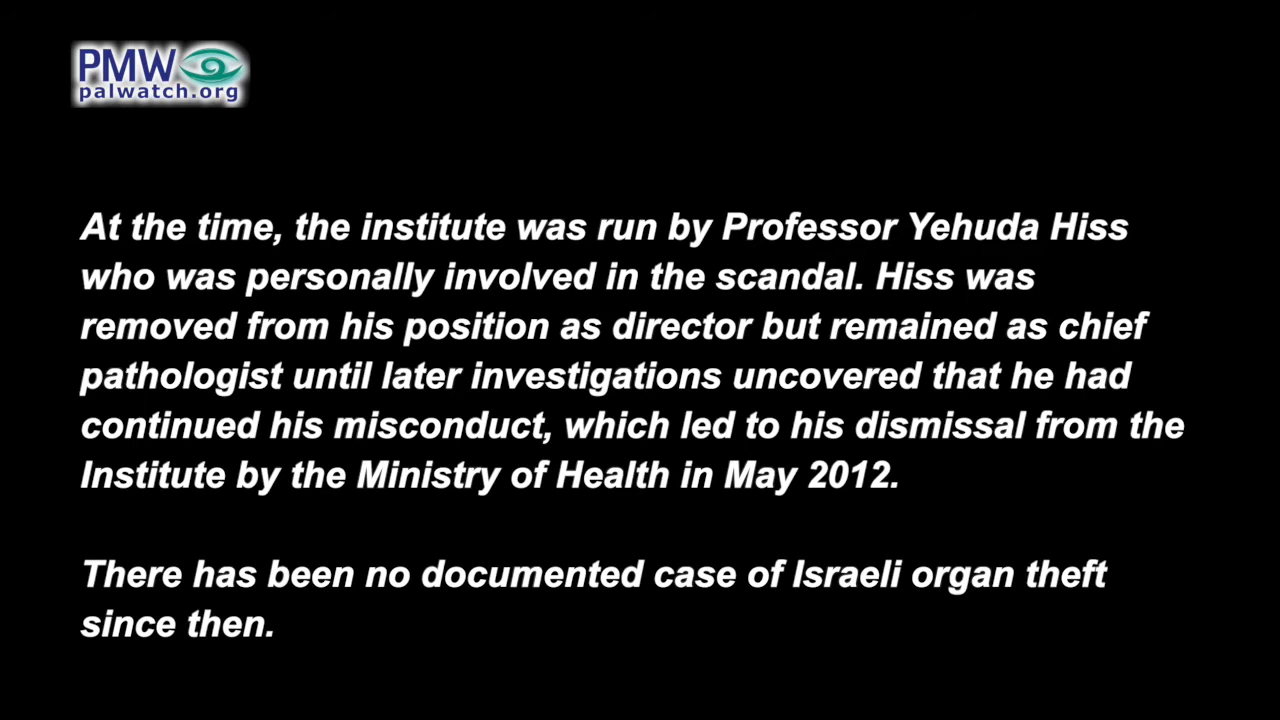 PMW
palwatch.org
At the time, the institute was run by Professor Yehuda Hiss
who was personally involved in the scandal. Hiss was
removed from his position as director but remained as chief
pathologist until later investigations uncovered that he had
continued his misconduct, which led to his dismissal from the
Institute by the Ministry of Health in May 2012.
There has been no documented case of Israeli organ theft
since then.